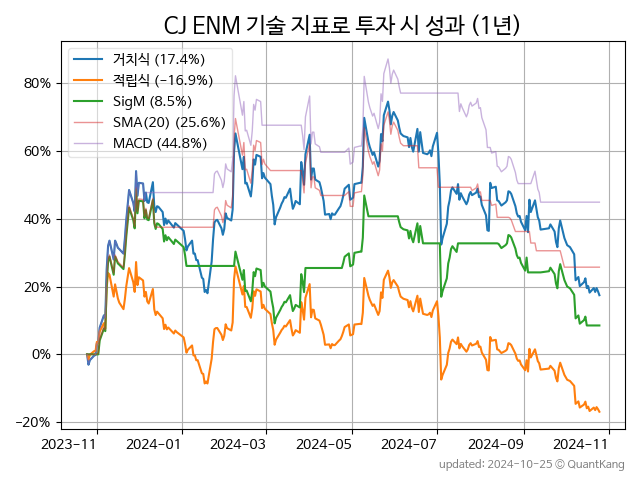 CJ ENM 기술 지표로 투자 시 성과 (1년)
거치식 (17.4%)
적립식 (−16.9%)
SigM (8.5%)
SMA(20) (25.6%)
MACD (44.8%)
80%
60%
40%
20%
0%
−20%
2023-11 2024-01 2024-03 2024-05 2024-07 2024-09 2024-11
updated: 2024-10-25 © QuantKang